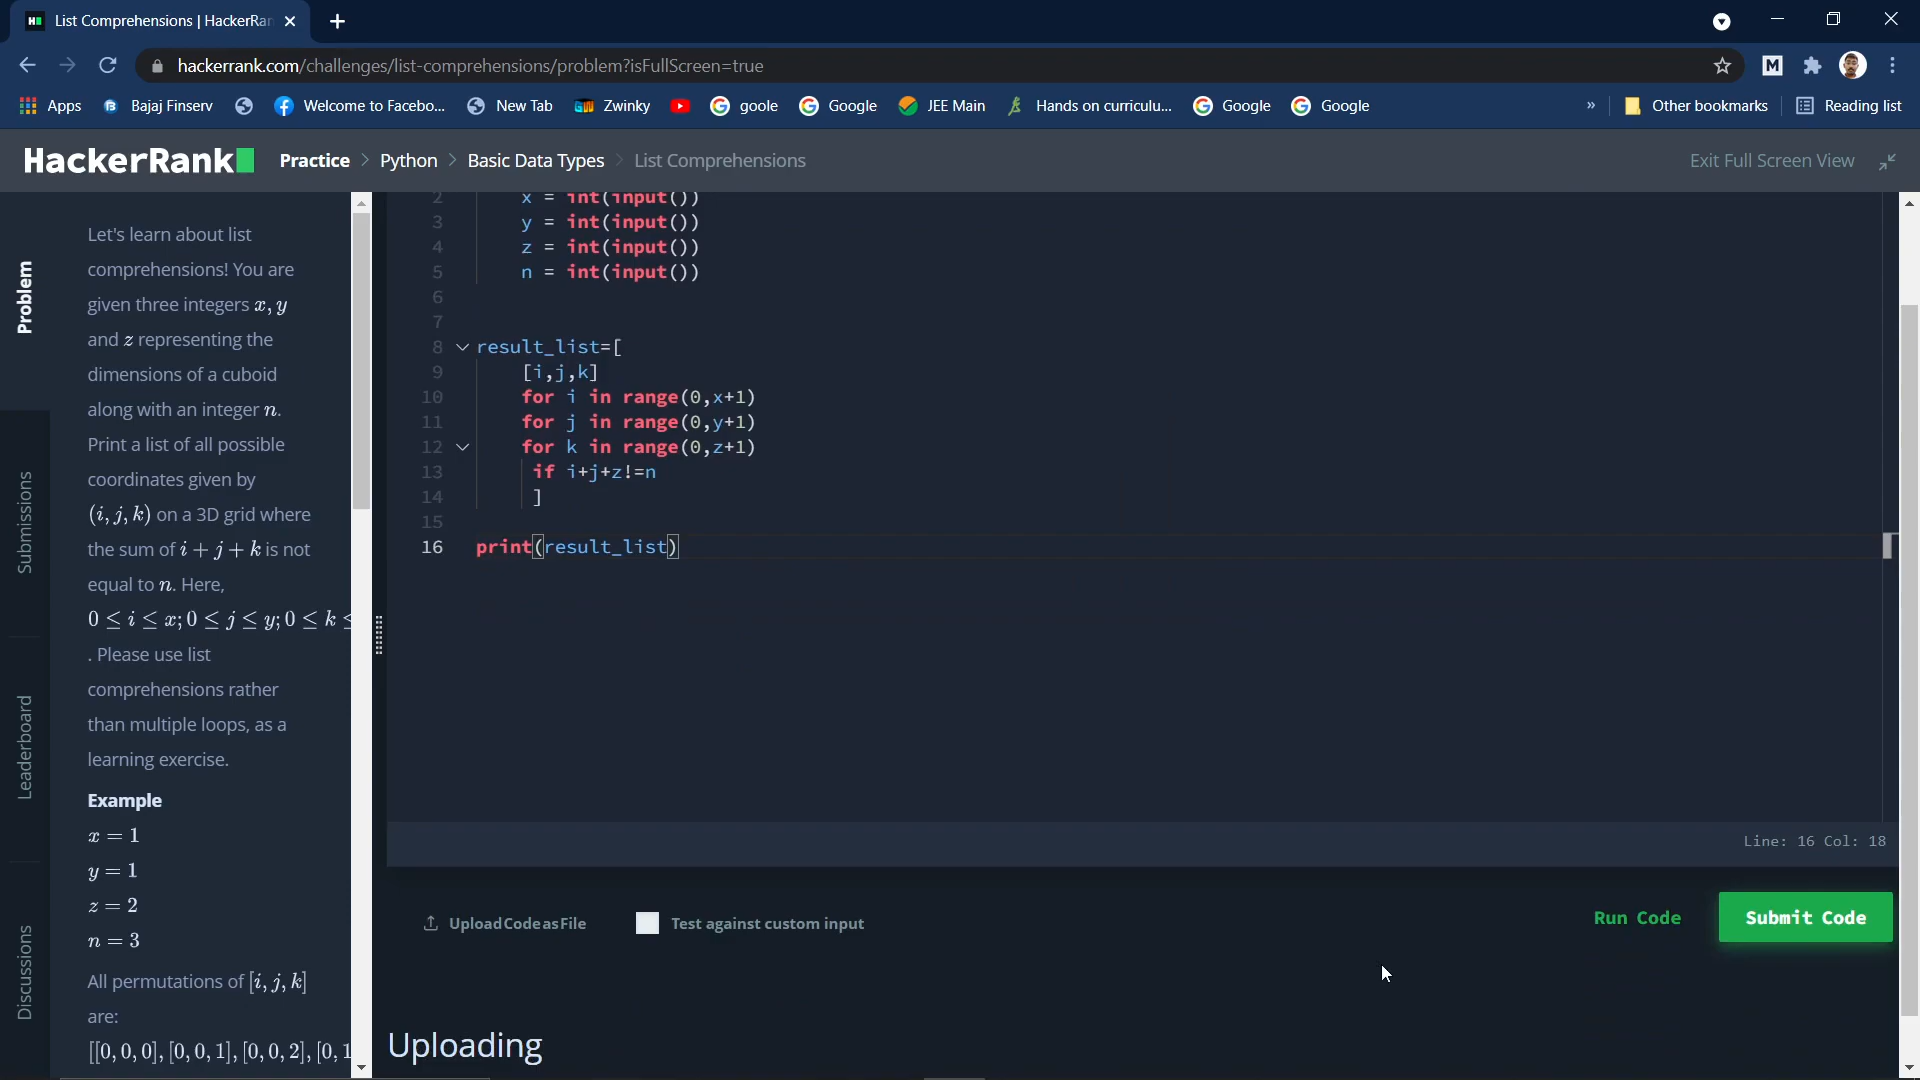 List Comprehensions | HackerRan
hackerrank.com/challenges/list-comprehensions/problem?isFullScreen=true
Apps Bajaj Finserv Welcome to Facebo... New Tab Zwinky goole Google JEE Main Hands on curriculu... Google Google » Other bookmarks Reading list
HackerRank Practice > Python > Basic Data Types > List Comprehensions Exit Full Screen View
Problem
Submissions
Leaderboard
Discussions
Let's learn about list
comprehensions! You are
given three integers x, y
and z representing the
dimensions of a cuboid
along with an integer n.
Print a list of all possible
coordinates given by
(i, j, k) on a 3D grid where
the sum of i + j + k is not
equal to n. Here,
0 ≤ i ≤ x; 0 ≤ j ≤ y; 0 ≤ k ≤
. Please use list
comprehensions rather
than multiple loops, as a
learning exercise.
Example
x = 1
y = 1
z = 2
n = 3
All permutations of [i, j, k]
are:
[[0, 0, 0], [0, 0, 1], [0, 0, 2], [0, 1
2 x = int(input())
3 y = int(input())
4 z = int(input())
5 n = int(input())
6
7
8 result_list=[
9 [i,j,k]
10 for i in range(0,x+1)
11 for j in range(0,y+1)
12 for k in range(0,z+1)
13 if i+j+z!=n
14 ]
15
16 print(result_list)
Line: 16 Col: 18
Upload Code as File Test against custom input Run Code Submit Code
Uploading